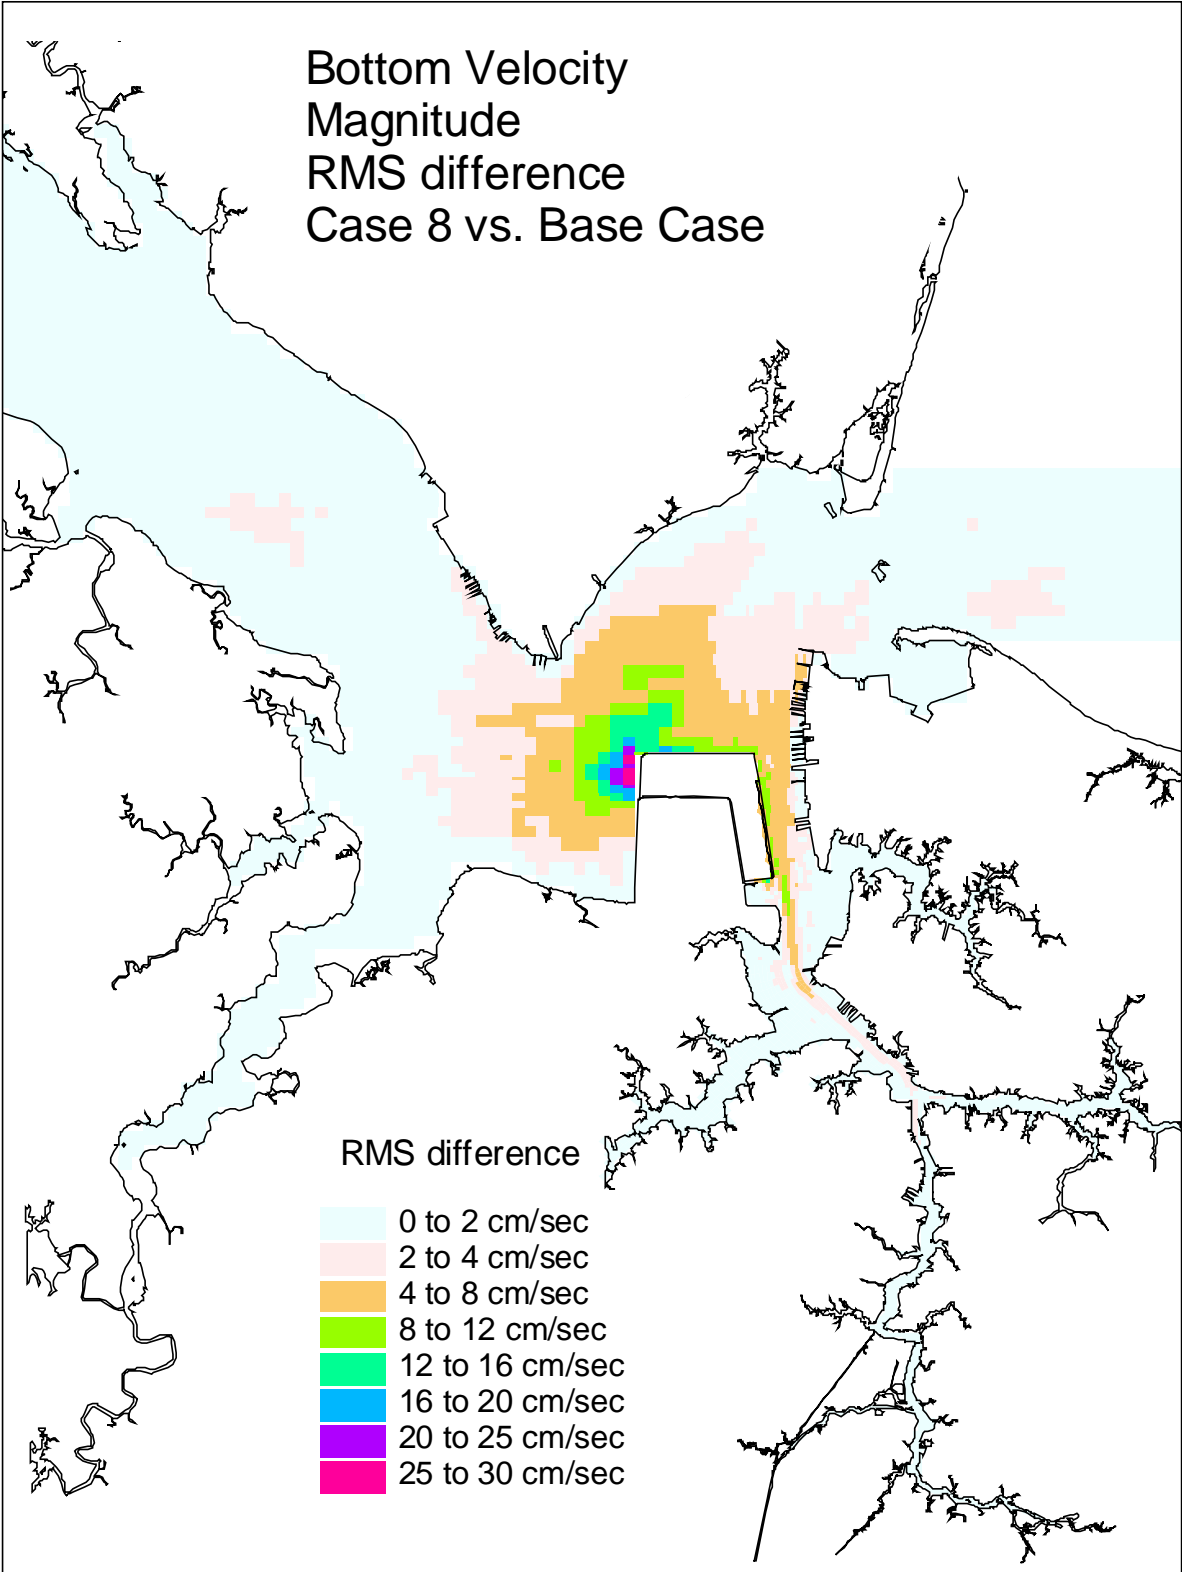 Bottom Velocity
Magnitude
RMS difference
Case 8 vs. Base Case
RMS difference
0 to 2 cm/sec
2 to 4 cm/sec
4 to 8 cm/sec
8 to 12 cm/sec
12 to 16 cm/sec
16 to 20 cm/sec
20 to 25 cm/sec
25 to 30 cm/sec